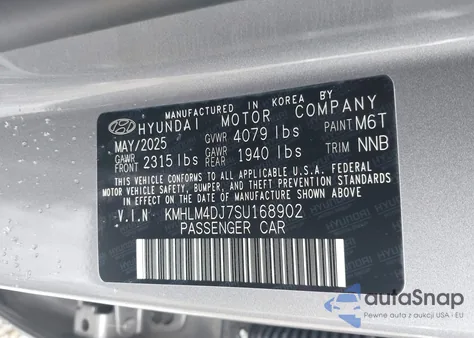 MANUFACTURED IN KOREA BY
HYUNDAI MOTOR COMPANY
MAY/2025 GVWR 4079 lbs PAINT M6T
GAWR FRONT 2315 lbs GAWR REAR 1940 lbs TRIM NNB
THIS VEHICLE CONFORMS TO ALL APPLICABLE U.S.A. FEDERAL
MOTOR VEHICLE SAFETY, BUMPER, AND THEFT PREVENTION
STANDARDS IN EFFECT ON THE DATE OF MANUFACTURE SHOWN ABOVE.
V.I.N KMHLM4DJ7SU168902
PASSENGER CAR
autaSnap
Pewne auta z USA i EU